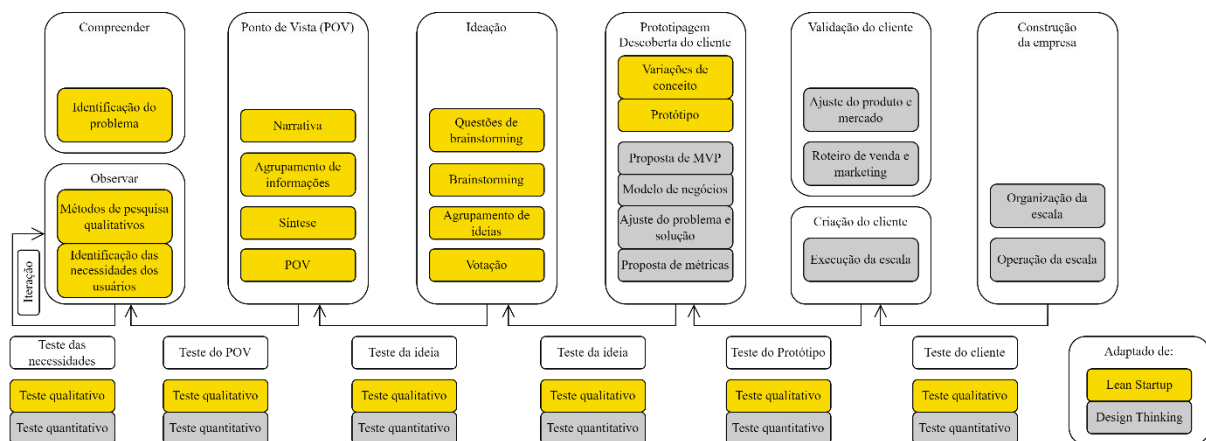 Compreender
Identificação do
problema
Observar
Métodos de pesquisa
qualitativos
Identificação das
necessidades dos
usuários
Iteração
Ponto de Vista (POV)
Narrativa
Agrupamento de
informações
Síntese
POV
Ideação
Questões de
brainstorming
Brainstorming
Agrupamento de
ideias
Votação
Prototipagem
Descoberta do cliente
Variações de
conceito
Protótipo
Proposta de MVP
Modelo de negócios
Ajuste do problema e
solução
Proposta de métricas
Validação do cliente
Ajuste do produto e
mercado
Roteiro de venda e
marketing
Criação do cliente
Execução da escala
Construção
da empresa
Organização da
escala
Operação da escala
Teste das
necessidades
Teste qualitativo
Teste quantitativo
Teste do POV
Teste qualitativo
Teste quantitativo
Teste da ideia
Teste qualitativo
Teste quantitativo
Teste da ideia
Teste qualitativo
Teste quantitativo
Teste do Protótipo
Teste qualitativo
Teste quantitativo
Teste do cliente
Teste qualitativo
Teste quantitativo
Adaptado de:
Lean Startup
Design Thinking